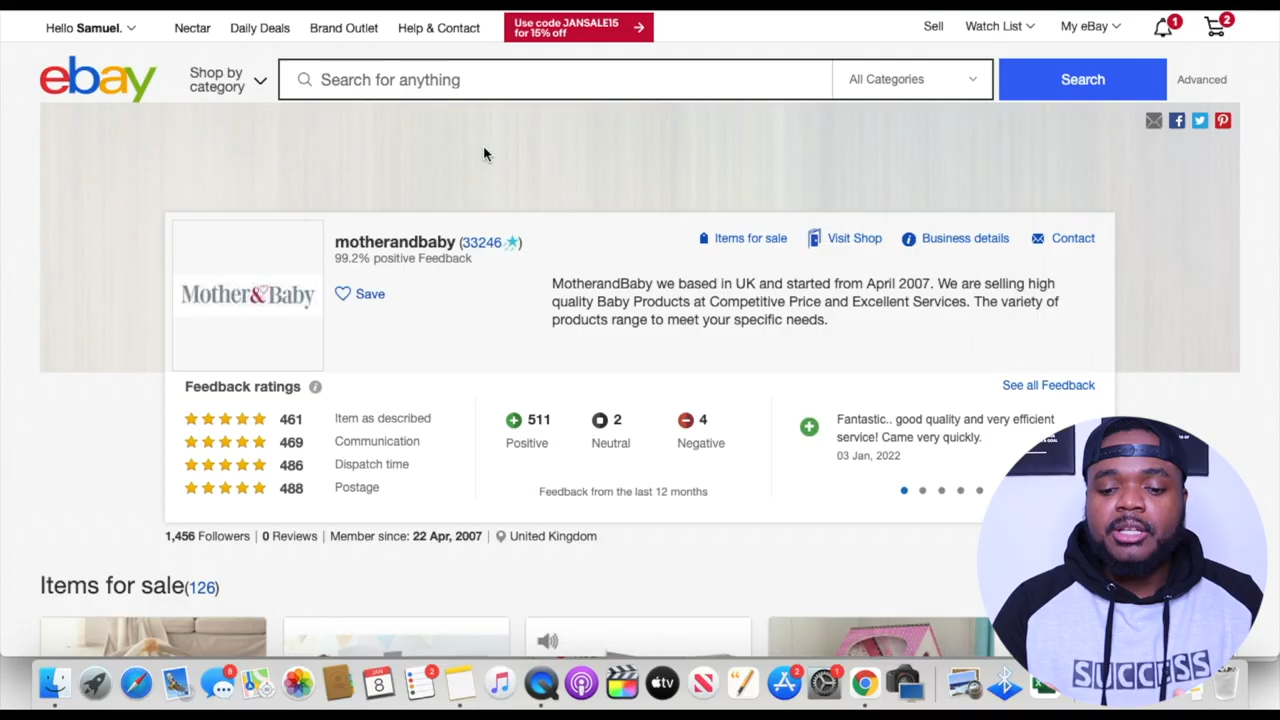 Hello Samuel.
Nectar
Daily Deals
Brand Outlet
Help & Contact
Use code JANSALE15
for 15% off
Sell
Watch List
My eBay
1
2
ebay
Shop by
category
Search for anything
All Categories
Search
Advanced
motherandbaby (33246)
99.2% positive Feedback
Save
Mother&Baby
Items for sale
Visit Shop
Business details
Contact
MotherandBaby we based in UK and started from April 2007. We are selling high
quality Baby Products at Competitive Price and Excellent Services. The variety of
products range to meet your specific needs.
Feedback ratings
See all Feedback
461 Item as described
469 Communication
486 Dispatch time
488 Postage
511
Positive
2
Neutral
4
Negative
Feedback from the last 12 months
Fantastic.. good quality and very efficient
service! Came very quickly.
03 Jan, 2022
1,456 Followers | 0 Reviews | Member since: 22 Apr, 2007 | United Kingdom
Items for sale(126)
SUCCESS
8
JAN
8
2
tv
2
1